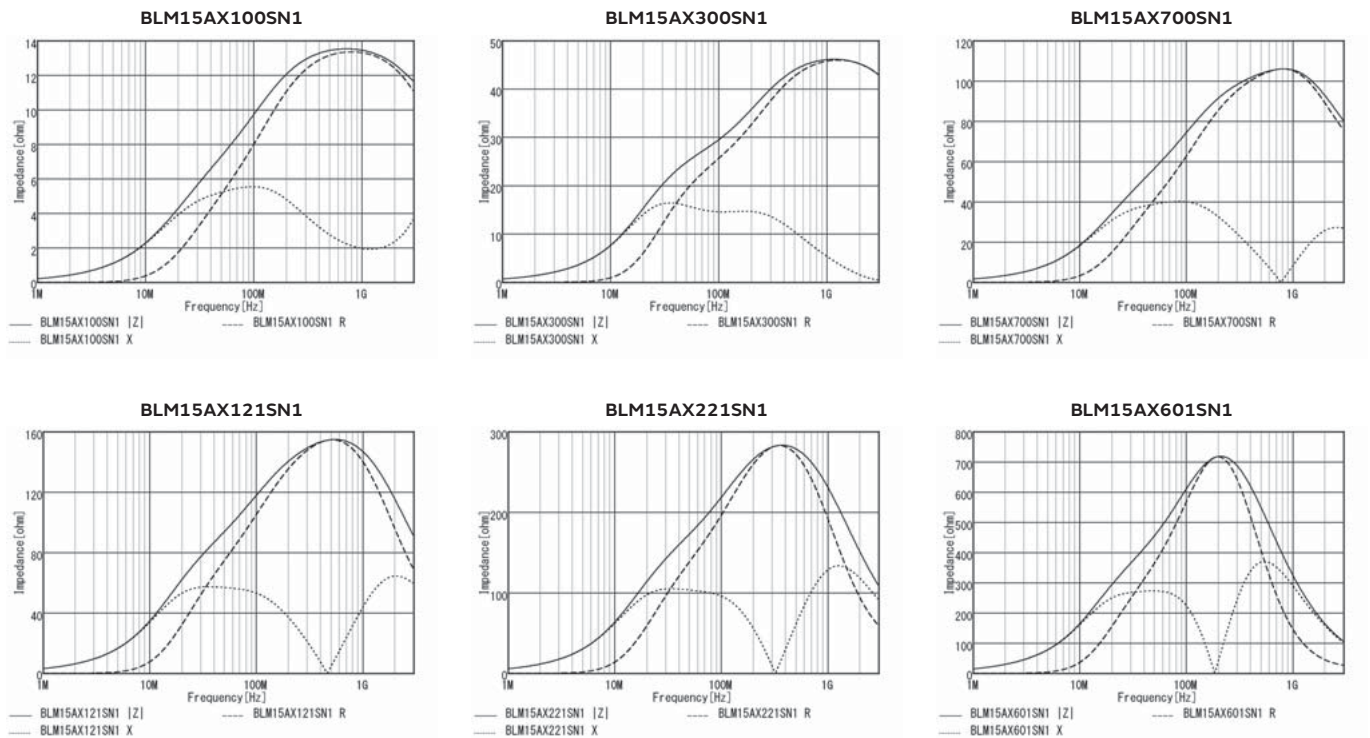 BLM15AX100SN1
14
12
10
8
6
4
2
0
Impedance[ohm]
1M 10M 100M 1G
Frequency[Hz]
BLM15AX100SN1 |Z| BLM15AX100SN1 R
BLM15AX100SN1 X
BLM15AX300SN1
50
40
30
20
10
0
Impedance[ohm]
1M 10M 100M 1G
Frequency[Hz]
BLM15AX300SN1 |Z| BLM15AX300SN1 R
BLM15AX300SN1 X
BLM15AX700SN1
120
100
80
60
40
20
0
Impedance[ohm]
1M 10M 100M 1G
Frequency[Hz]
BLM15AX700SN1 |Z| BLM15AX700SN1 R
BLM15AX700SN1 X
BLM15AX121SN1
160
120
80
40
0
Impedance[ohm]
1M 10M 100M 1G
Frequency[Hz]
BLM15AX121SN1 |Z| BLM15AX121SN1 R
BLM15AX121SN1 X
BLM15AX221SN1
300
200
100
0
Impedance[ohm]
1M 10M 100M 1G
Frequency[Hz]
BLM15AX221SN1 |Z| BLM15AX221SN1 R
BLM15AX221SN1 X
BLM15AX601SN1
800
700
600
500
400
300
200
100
0
Impedance[ohm]
1M 10M 100M 1G
Frequency[Hz]
BLM15AX601SN1 |Z| BLM15AX601SN1 R
BLM15AX601SN1 X